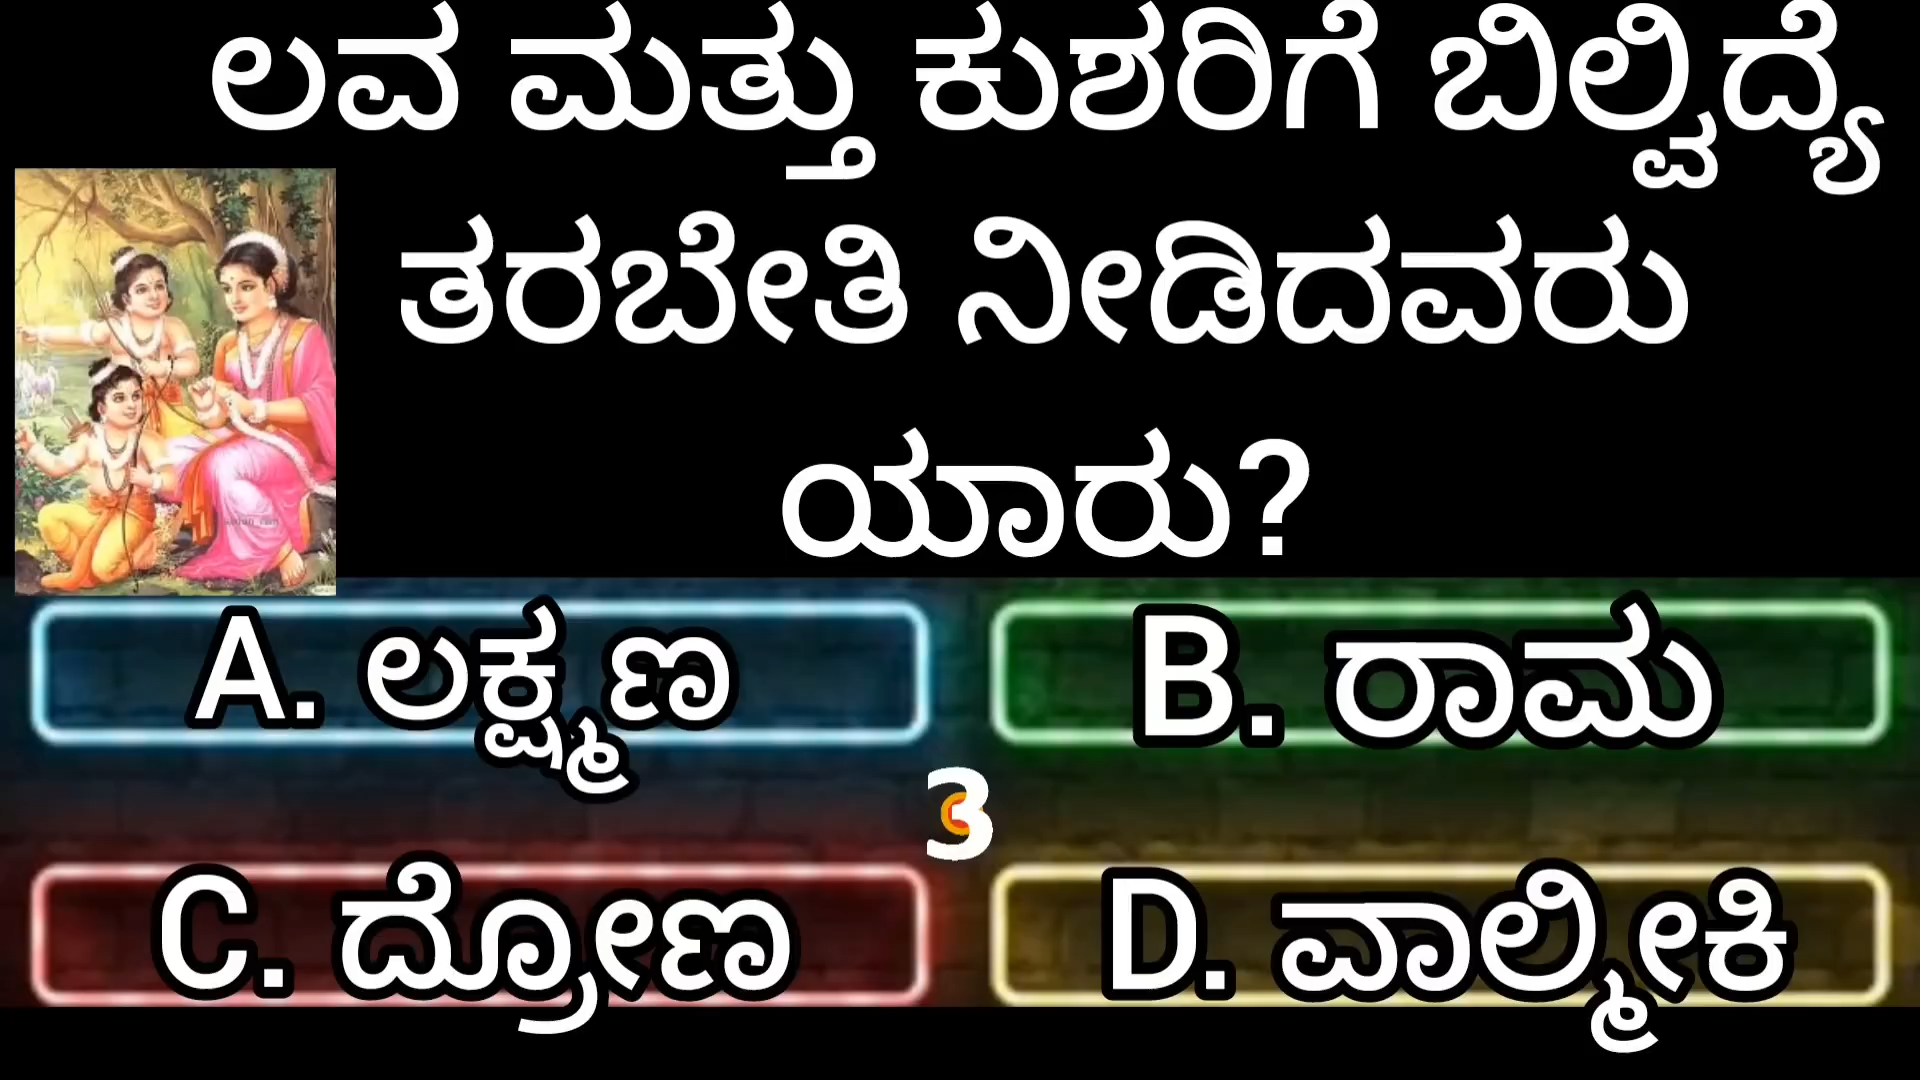 ಲವ ಮತ್ತು ಕುಶರಿಗೆ ಬಿಲ್ವಿದ್ಯೆ
ತರಬೇತಿ ನೀಡಿದವರು
ಯಾರು?
A. ಲಕ್ಷ್ಮಣ
B. ರಾಮ
3
C. ದ್ರೋಣ
D. ವಾಲ್ಮೀಕಿ